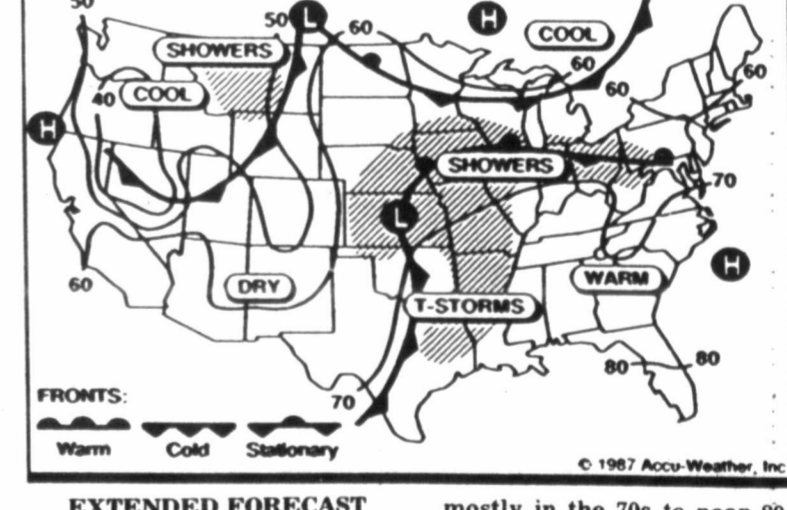 50
50
L
60
H
COOL
SHOWERS
60
60
60
40
COOL
H
SHOWERS
70
L
H
60
DRY
WARM
T-STORMS
80
80
70
FRONTS:
Warm
Cold
Stationary
© 1987 Accu-Weather, Inc
EXTENDED FORECAST
mostly in the 70s to near